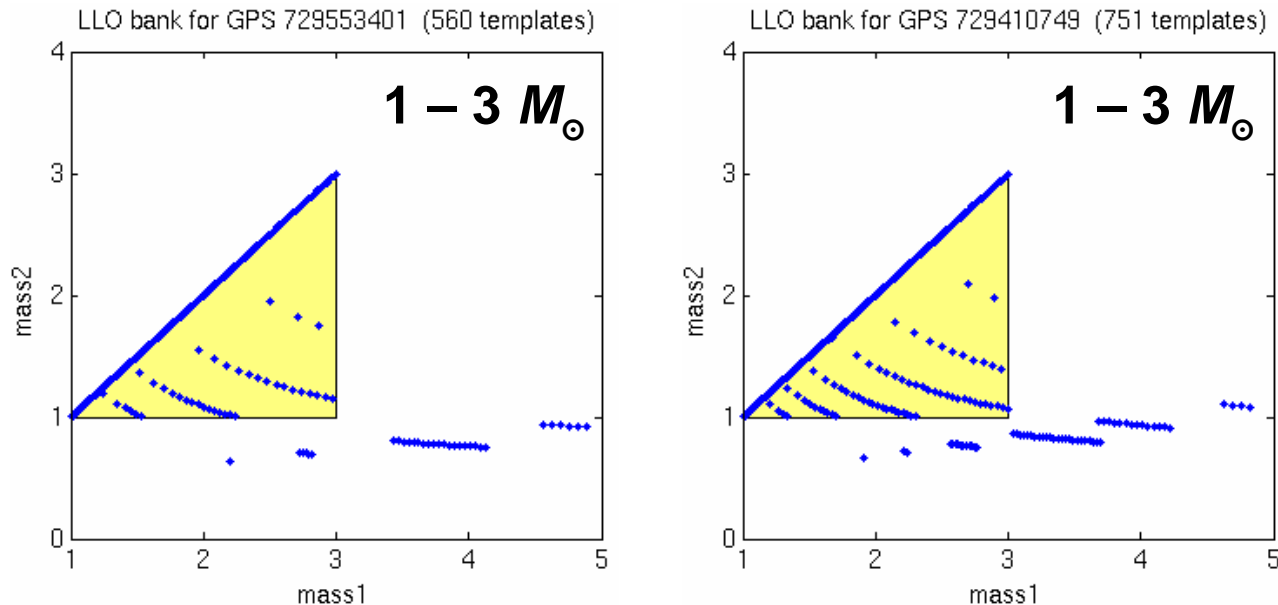 LLO bank for GPS 729553401 (560 templates)
1 – 3 M⊙
4
3
2
1
0
mass2
1 2 3 4 5
mass1
LLO bank for GPS 729410749 (751 templates)
1 – 3 M⊙
4
3
2
1
0
mass2
1 2 3 4 5
mass1